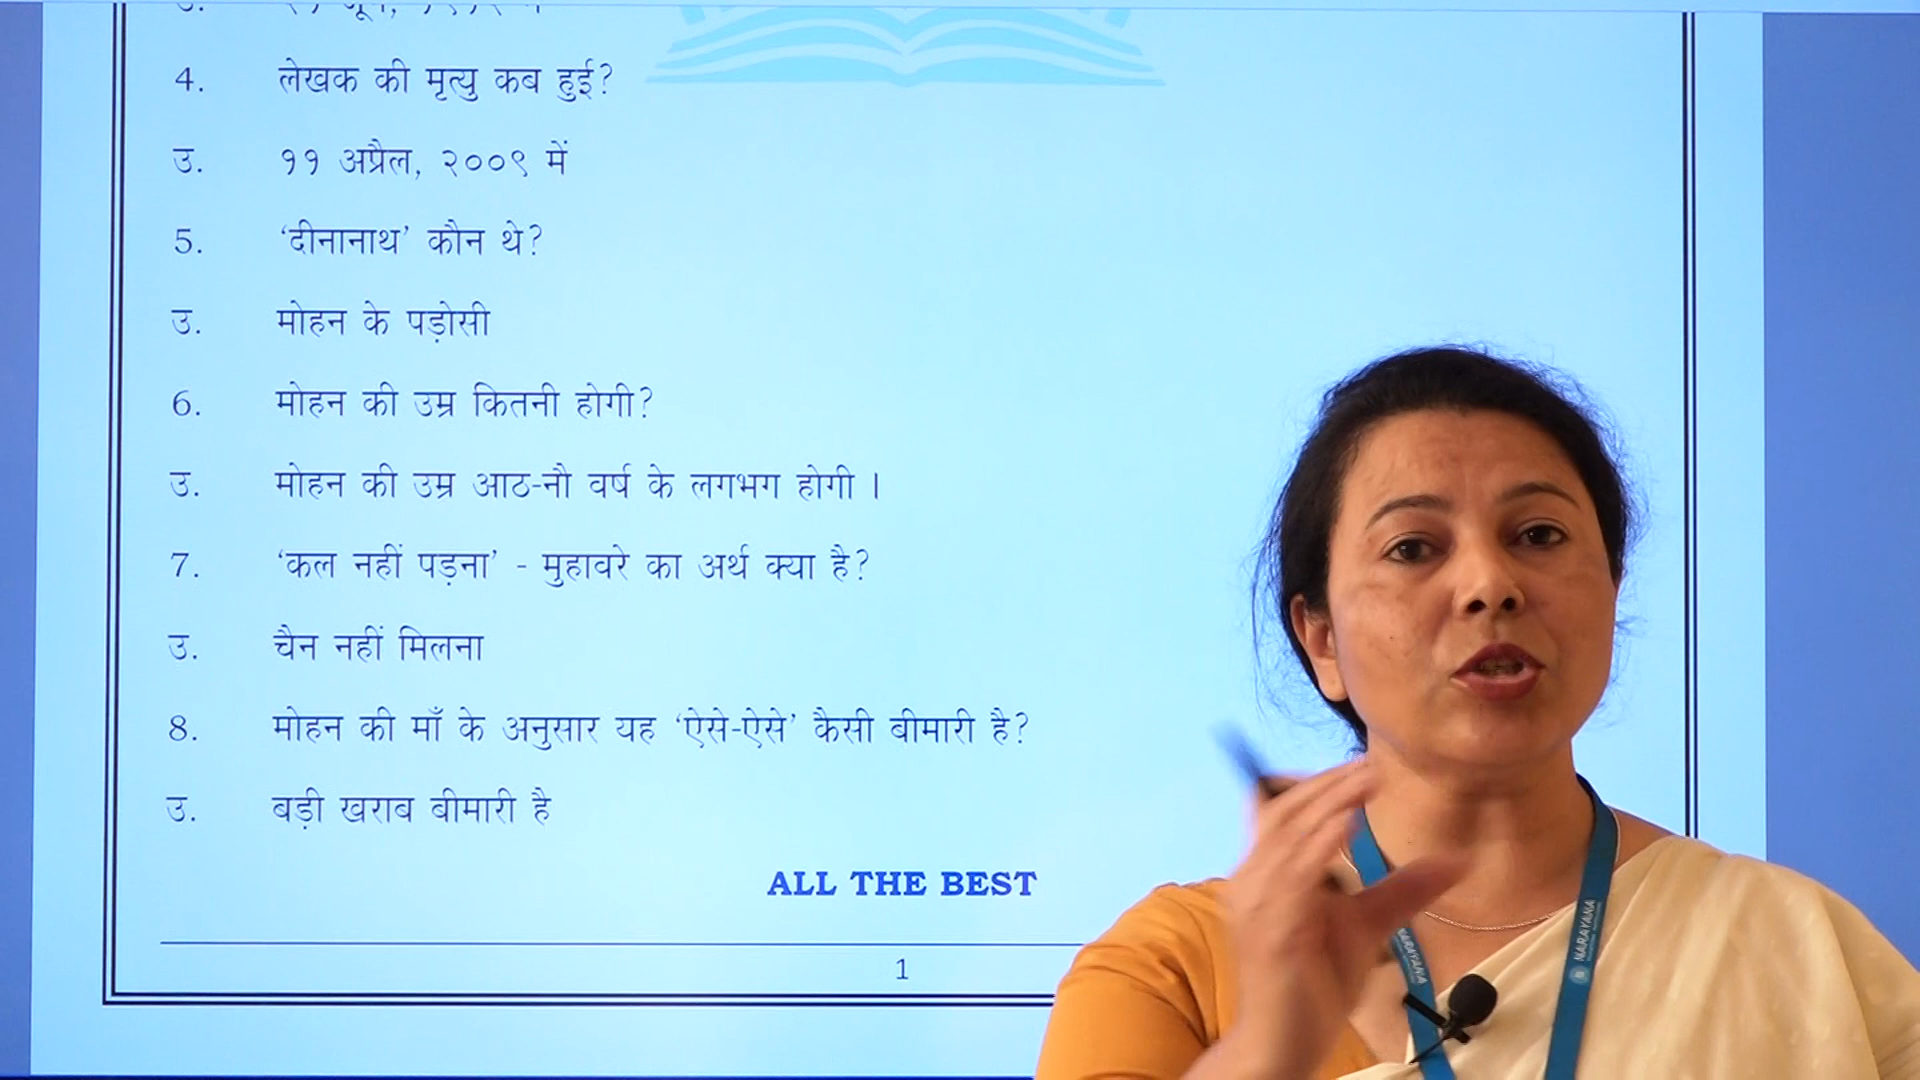 4. लेखक की मृत्यु कब हुई?
उ. ११ अप्रैल, २००९ में
5. ‘दीनानाथ’ कौन थे?
उ. मोहन के पड़ोसी
6. मोहन की उम्र कितनी होगी?
उ. मोहन की उम्र आठ-नौ वर्ष के लगभग होगी ।
7. ‘कल नहीं पड़ना’ - मुहावरे का अर्थ क्या है?
उ. चैन नहीं मिलना
8. मोहन की माँ के अनुसार यह ‘ऐसे-ऐसे’ कैसी बीमारी है?
उ. बड़ी खराब बीमारी है
ALL THE BEST
1
NARAYANA
NARAYANA